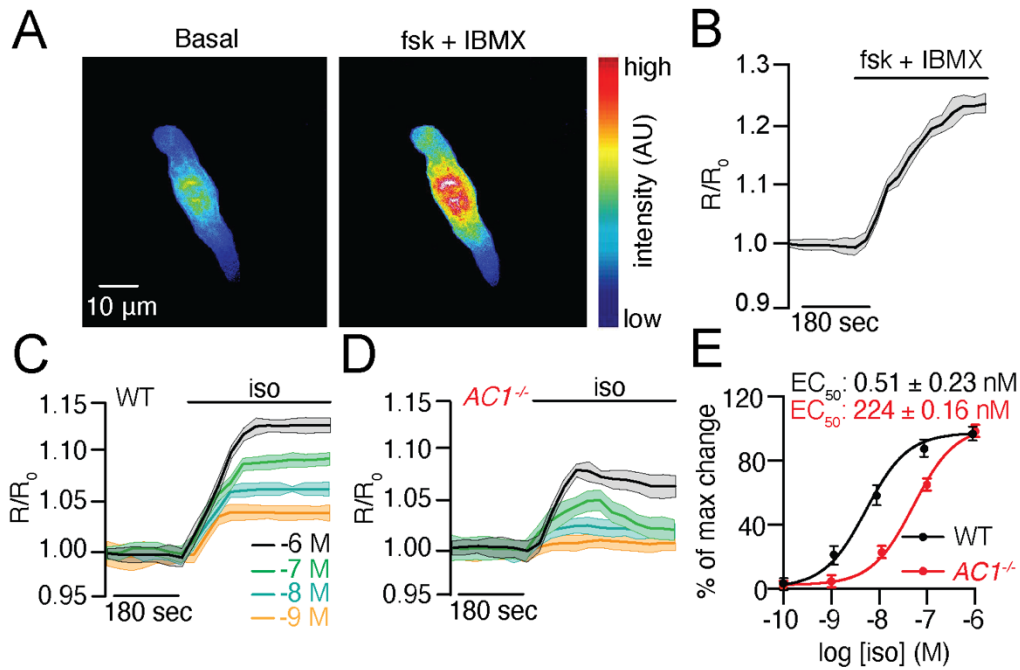 A
Basal
fsk + IBMX
10 µm
high
intensity (AU)
low
B
fsk + IBMX
R/R0
1.3
1.2
1.1
1.0
0.9
180 sec
C
WT
iso
R/R0
1.15
1.10
1.05
1.00
0.95
180 sec
-6 M
-7 M
-8 M
-9 M
D
AC1-/-
iso
R/R0
1.15
1.10
1.05
1.00
0.95
180 sec
E
EC50: 0.51 ± 0.23 nM
EC50: 224 ± 0.16 nM
% of max change
120
80
40
0
WT
AC1-/-
-10 -9 -8 -7 -6
log [iso] (M)